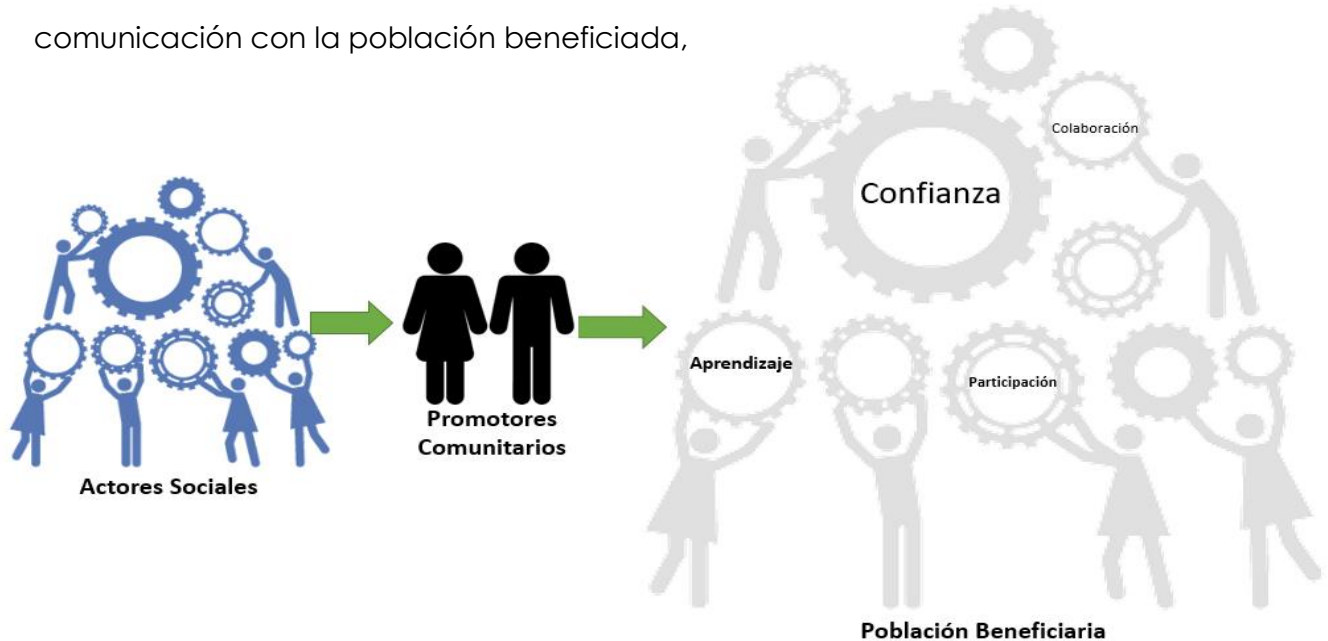 comunicación con la población beneficiada,
Colaboración
Confianza
Aprendizaje
Participación
Promotores
Comunitarios
Actores Sociales
Población Beneficiaria